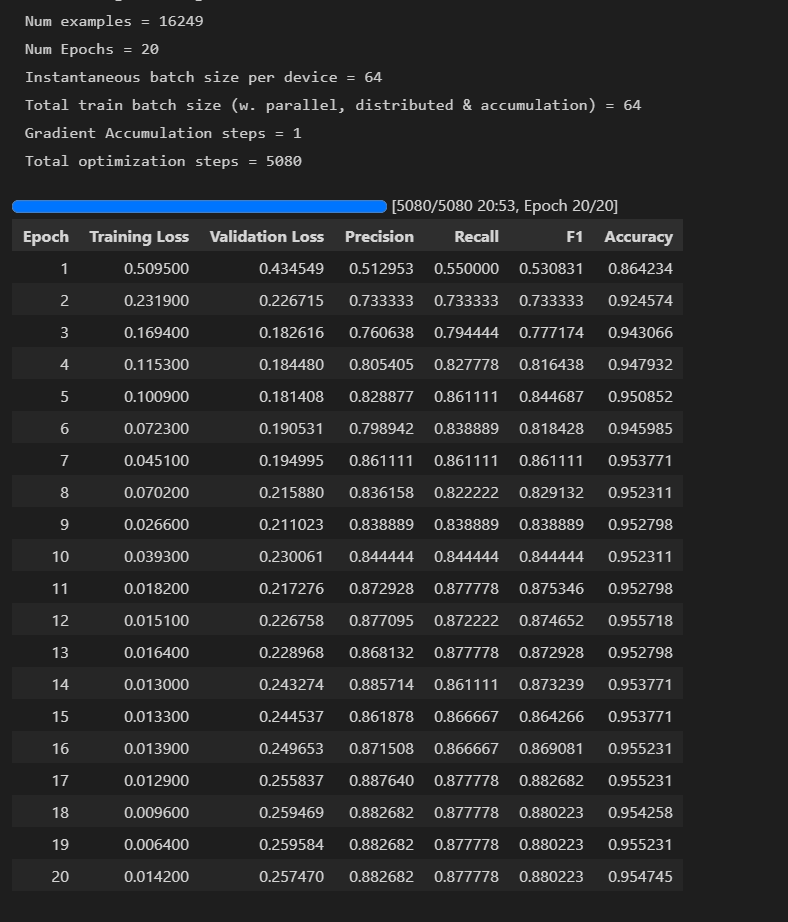 Num examples = 16249
Num Epochs = 20
Instantaneous batch size per device = 64
Total train batch size (w. parallel, distributed & accumulation) = 64
Gradient Accumulation steps = 1
Total optimization steps = 5080
[5080/5080 20:53, Epoch 20/20]
Epoch Training Loss Validation Loss Precision Recall F1 Accuracy
1 0.509500 0.434549 0.512953 0.550000 0.530831 0.864234
2 0.231900 0.226715 0.733333 0.733333 0.733333 0.924574
3 0.169400 0.182616 0.760638 0.794444 0.777174 0.943066
4 0.115300 0.184480 0.805405 0.827778 0.816438 0.947932
5 0.100900 0.181408 0.828877 0.861111 0.844687 0.950852
6 0.072300 0.190531 0.798942 0.838889 0.818428 0.945985
7 0.045100 0.194995 0.861111 0.861111 0.861111 0.953771
8 0.070200 0.215880 0.836158 0.822222 0.829132 0.952311
9 0.026600 0.211023 0.838889 0.838889 0.838889 0.952798
10 0.039300 0.230061 0.844444 0.844444 0.844444 0.952311
11 0.018200 0.217276 0.872928 0.877778 0.875346 0.952798
12 0.015100 0.226758 0.877095 0.872222 0.874652 0.955718
13 0.016400 0.228968 0.868132 0.877778 0.872928 0.952798
14 0.013000 0.243274 0.885714 0.861111 0.873239 0.953771
15 0.013300 0.244537 0.861878 0.866667 0.864266 0.953771
16 0.013900 0.249653 0.871508 0.866667 0.869081 0.955231
17 0.012900 0.255837 0.887640 0.877778 0.882682 0.955231
18 0.009600 0.259469 0.882682 0.877778 0.880223 0.954258
19 0.006400 0.259584 0.882682 0.877778 0.880223 0.955231
20 0.014200 0.257470 0.882682 0.877778 0.880223 0.954745